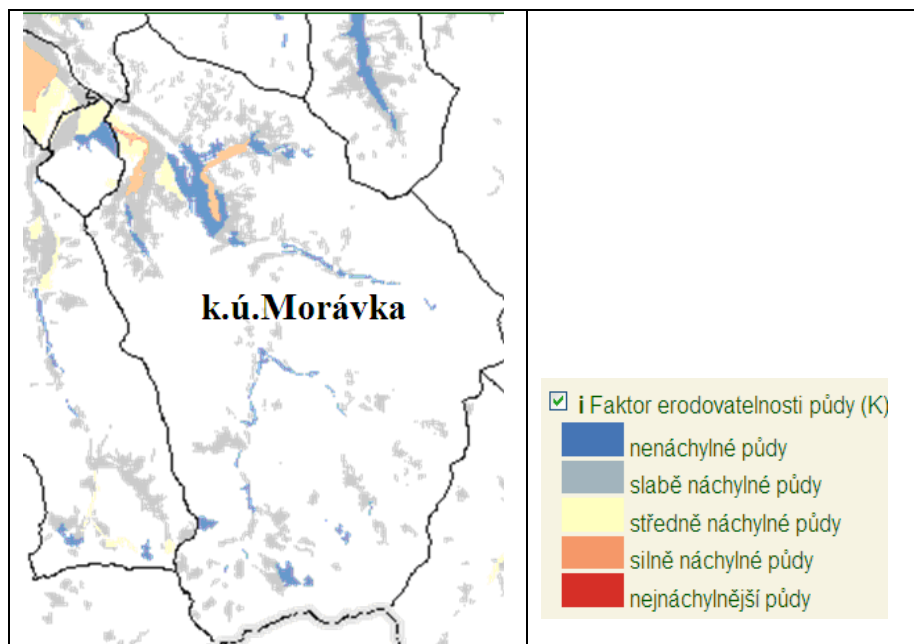 k.ú.Morávka
i Faktor erodovatelnosti půdy (K)
nenáchylné půdy
slabě náchylné půdy
středně náchylné půdy
silně náchylné půdy
nejnáchylnější půdy